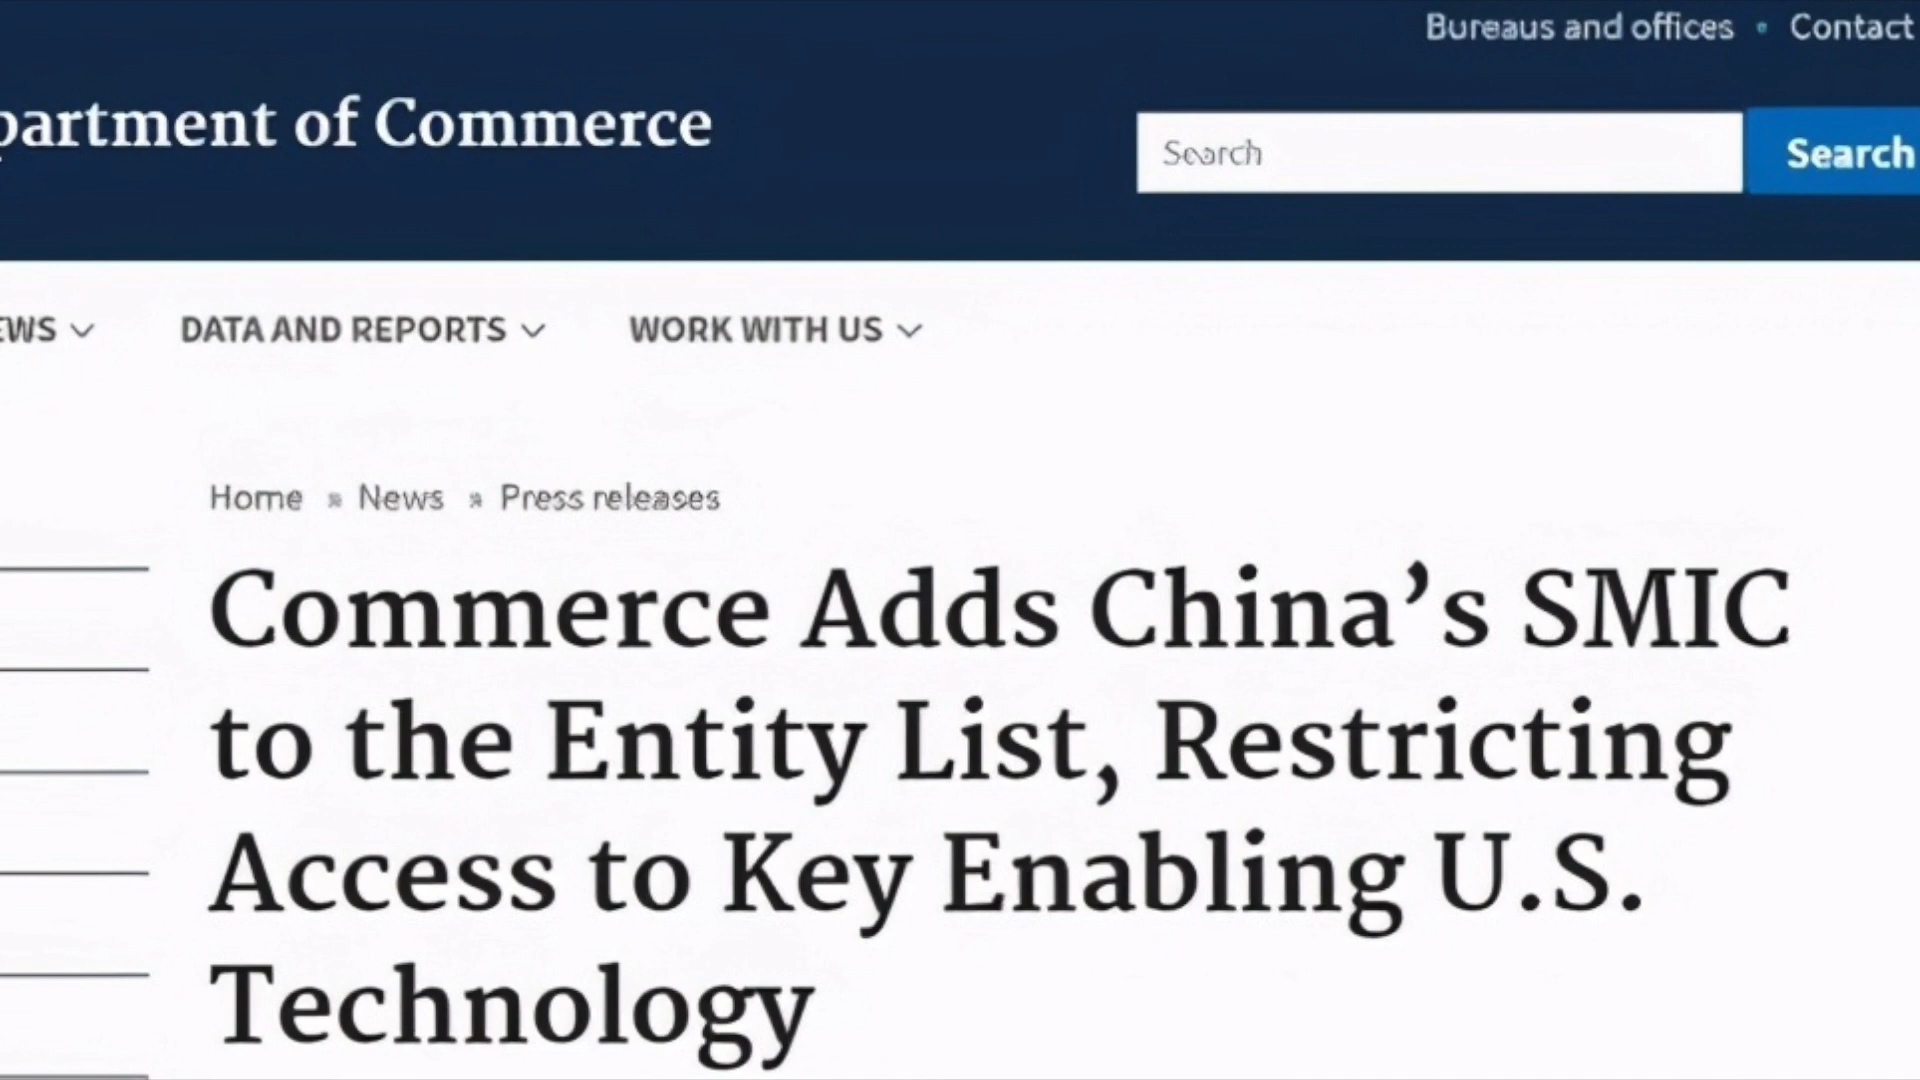 Bureaus and offices • Contact
partment of Commerce
Search
Search
EWS
DATA AND REPORTS
WORK WITH US
Home » News » Press releases
Commerce Adds China’s SMIC
to the Entity List, Restricting
Access to Key Enabling U.S.
Technology